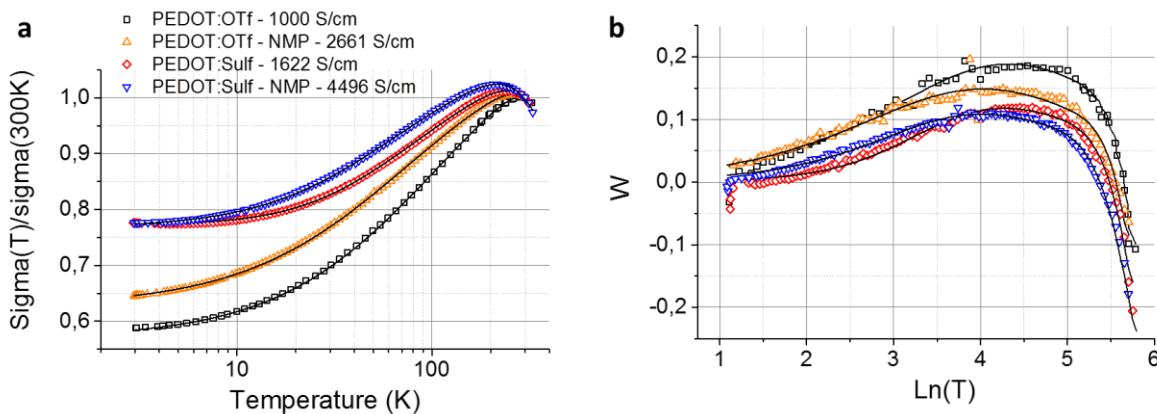 a
PEDOT:OTf - 1000 S/cm
PEDOT:OTf - NMP - 2661 S/cm
PEDOT:Sulf - 1622 S/cm
PEDOT:Sulf - NMP - 4496 S/cm
Sigma(T)/sigma(300K)
1,0
0,9
0,8
0,7
0,6
10
100
Temperature (K)
b
W
0,2
0,1
0,0
-0,1
-0,2
1
2
3
4
5
6
Ln(T)